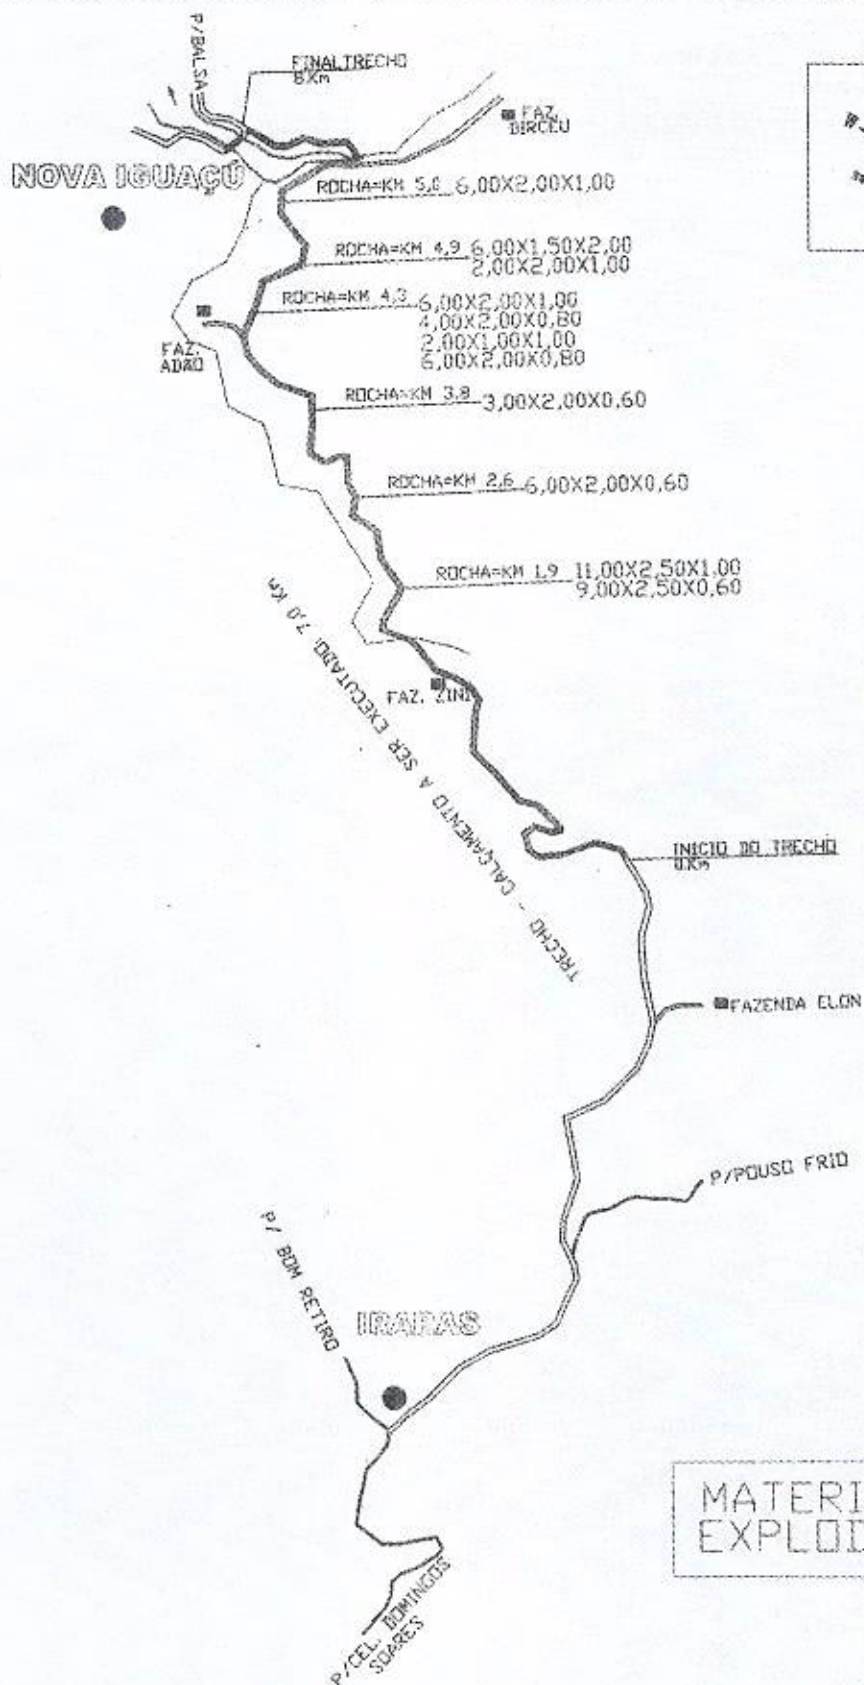 P/BALSA
FINAL TRECHO
8Km
FAZ.
DIRCEU
NOVA IGUAÇÚ
ROCHA=KM 5,0 6,00X2,00X1,00
ROCHA=KM 4,9 6,00X1,50X2,00
2,00X2,00X1,00
ROCHA=KM 4,3 6,00X2,00X1,00
4,00X2,00X0,80
2,00X1,00X1,00
6,00X2,00X0,80
FAZ.
ADÃO
ROCHA=KM 3,8 3,00X2,00X0,60
ROCHA=KM 2,6 6,00X2,00X0,60
ROCHA=KM 1,9 11,00X2,50X1,00
9,00X2,50X0,60
TRECHO - CALÇAMENTO A SER EXECUTADO: 7,0 Km
FAZ. ZINI
INICIO DO TRECHO
0Km
FAZENDA ELON
P/POUSO FRIO
P/ BOM RETIRO
IRARAS
MATERI
EXPLOD
P/CEL. DOMINGOS
SOARES